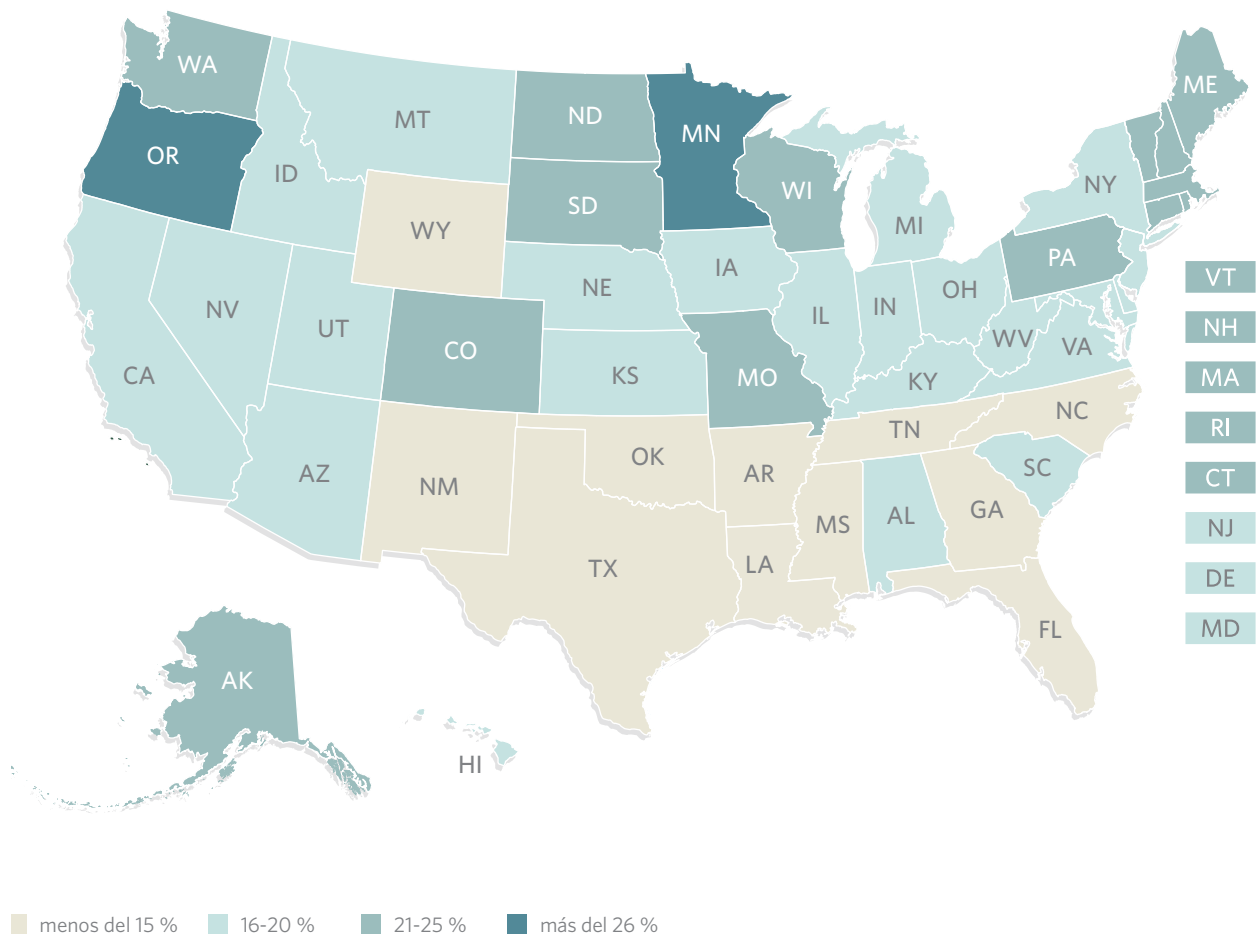 WA
ME
MT
ND
MN
OR
ID
SD
WI
NY
MI
WY
PA
IA
VT
NE
OH
NV
IL
IN
NH
UT
WV
VA
CO
CA
KS
MO
KY
MA
NC
TN
RI
OK
SC
AZ
AR
CT
NM
GA
MS
AL
NJ
TX
LA
DE
FL
MD
AK
HI
menos del 15 % 16-20 % 21-25 % más del 26 %